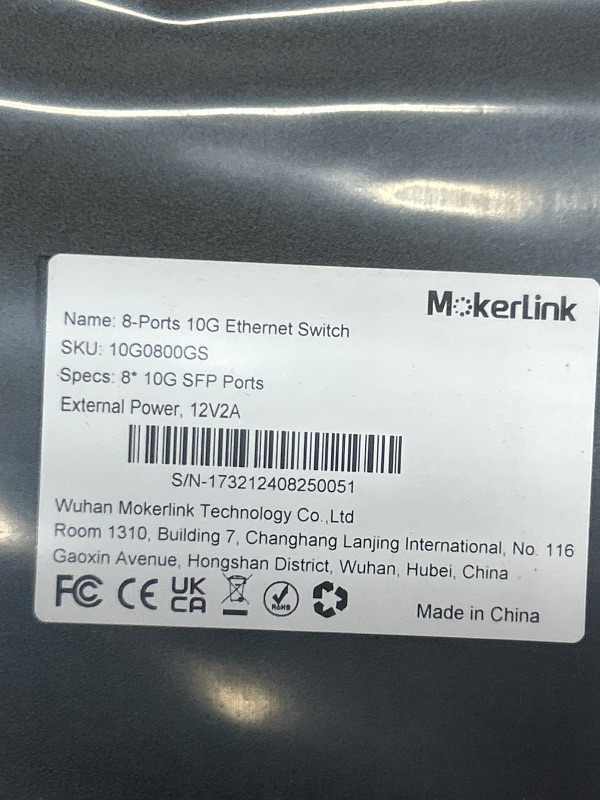 MokerLink
Name: 8-Ports 10G Ethernet Switch
SKU: 10G0800GS
Specs: 8* 10G SFP Ports
External Power, 12V2A
S/N-173212408250051
Wuhan Mokerlink Technology Co.,Ltd
Room 1310, Building 7, Changhang Lanjing International, No. 116
Gaoxin Avenue, Hongshan District, Wuhan, Hubei, China
FC CE UK CA RoHS
Made in China